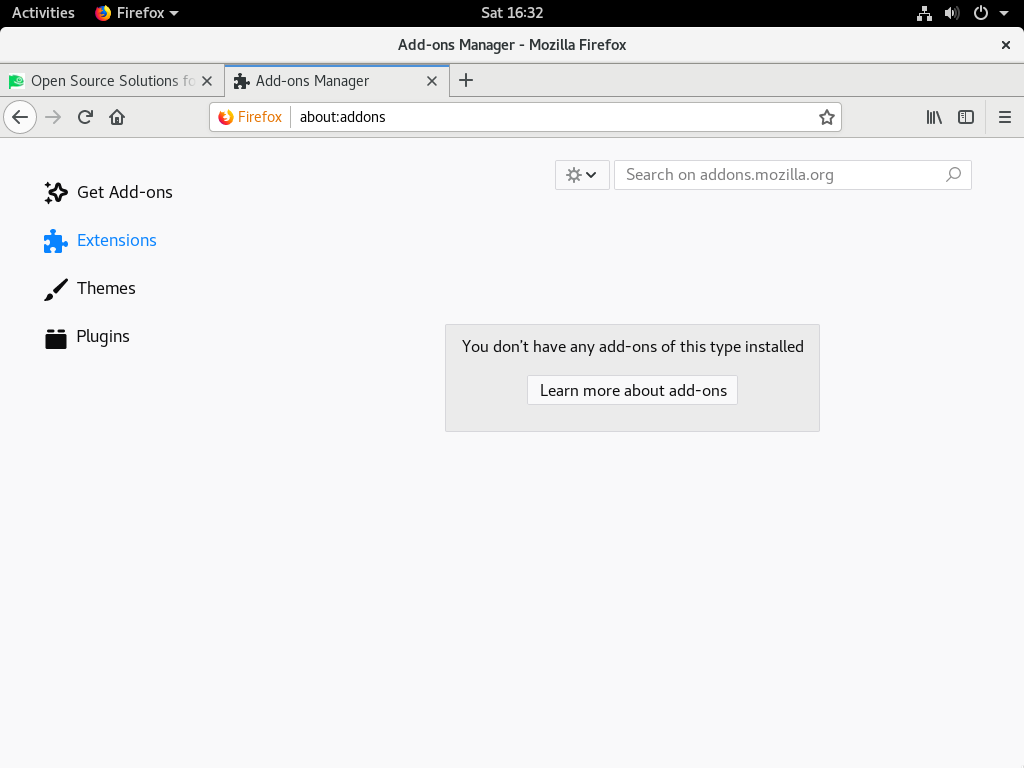 Activities Firefox Sat 16:32
Add-ons Manager - Mozilla Firefox
Open Source Solutions fo Add-ons Manager
Firefox about:addons
Search on addons.mozilla.org
Get Add-ons
Extensions
Themes
Plugins
You don't have any add-ons of this type installed
Learn more about add-ons